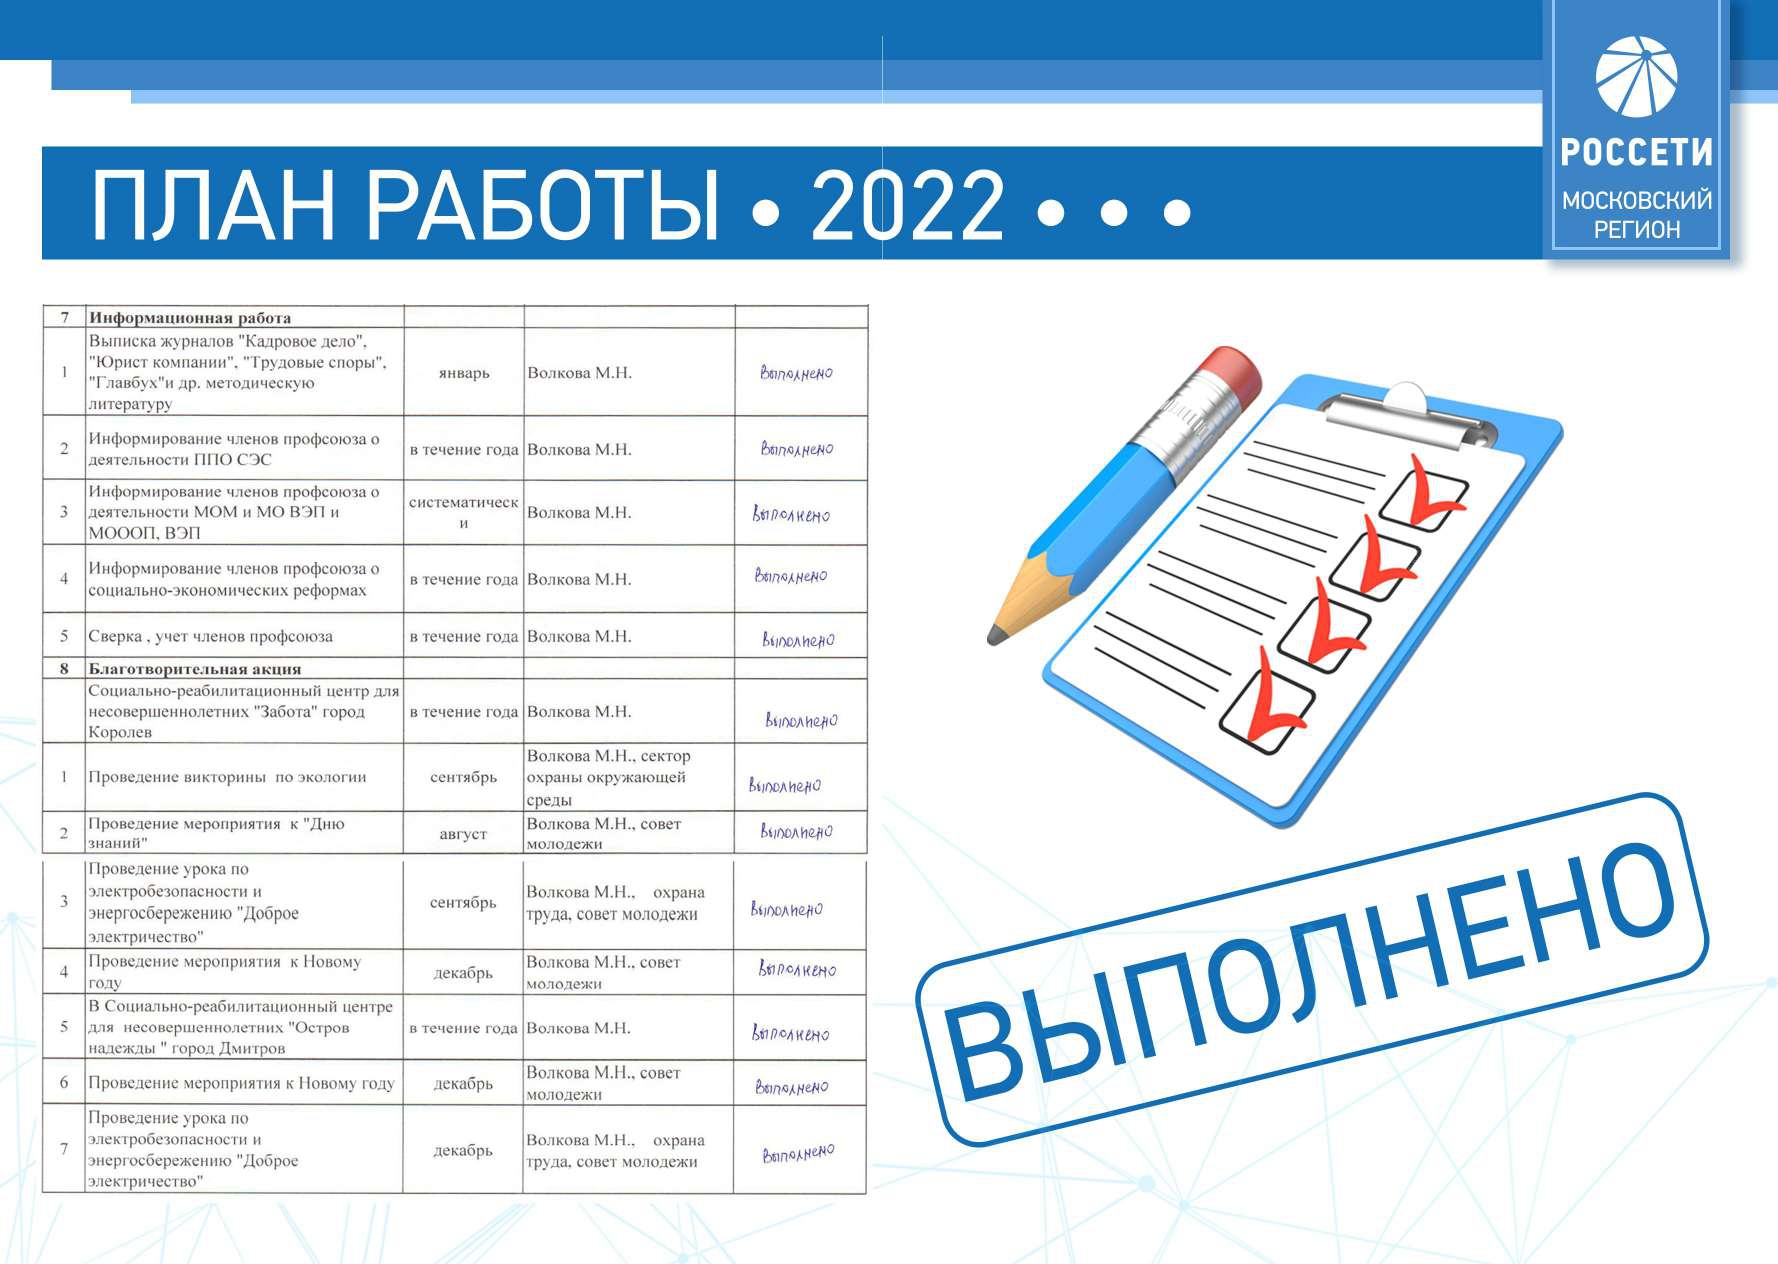 РОССЕТИ
МОСКОВСКИЙ
РЕГИОН
ПЛАН РАБОТЫ • 2022 • • •
7 Информационная работа
1 Выписка журналов "Кадровое дело", "Юрист компании", "Трудовые споры", "Главбух"и др. методическую литературу январь Волкова М.Н. Выполнено
2 Информирование членов профсоюза о деятельности ППО СЭС в течение года Волкова М.Н. Выполнено
3 Информирование членов профсоюза о деятельности МОМ и МО ВЭП и МОООП, ВЭП систематически Волкова М.Н. Выполнено
4 Информирование членов профсоюза о социально-экономических реформах в течение года Волкова М.Н. Выполнено
5 Сверка , учет членов профсоюза в течение года Волкова М.Н. Выполнено
8 Благотворительная акция
Социально-реабилитационный центр для несовершеннолетних "Забота" город Королев в течение года Волкова М.Н. Выполнено
1 Проведение викторины по экологии сентябрь Волкова М.Н., сектор охраны окружающей среды Выполнено
2 Проведение мероприятия к "Дню знаний" август Волкова М.Н., совет молодежи Выполнено
3 Проведение урока по электробезопасности и энергосбережению "Доброе электричество" сентябрь Волкова М.Н., охрана труда, совет молодежи Выполнено
4 Проведение мероприятия к Новому году декабрь Волкова М.Н., совет молодежи Выполнено
5 В Социально-реабилитационный центре для несовершеннолетних "Остров надежды " город Дмитров в течение года Волкова М.Н. Выполнено
6 Проведение мероприятия к Новому году декабрь Волкова М.Н., совет молодежи Выполнено
7 Проведение урока по электробезопасности и энергосбережению "Доброе электричество" декабрь Волкова М.Н., охрана труда, совет молодежи Выполнено
ВЫПОЛНЕНО